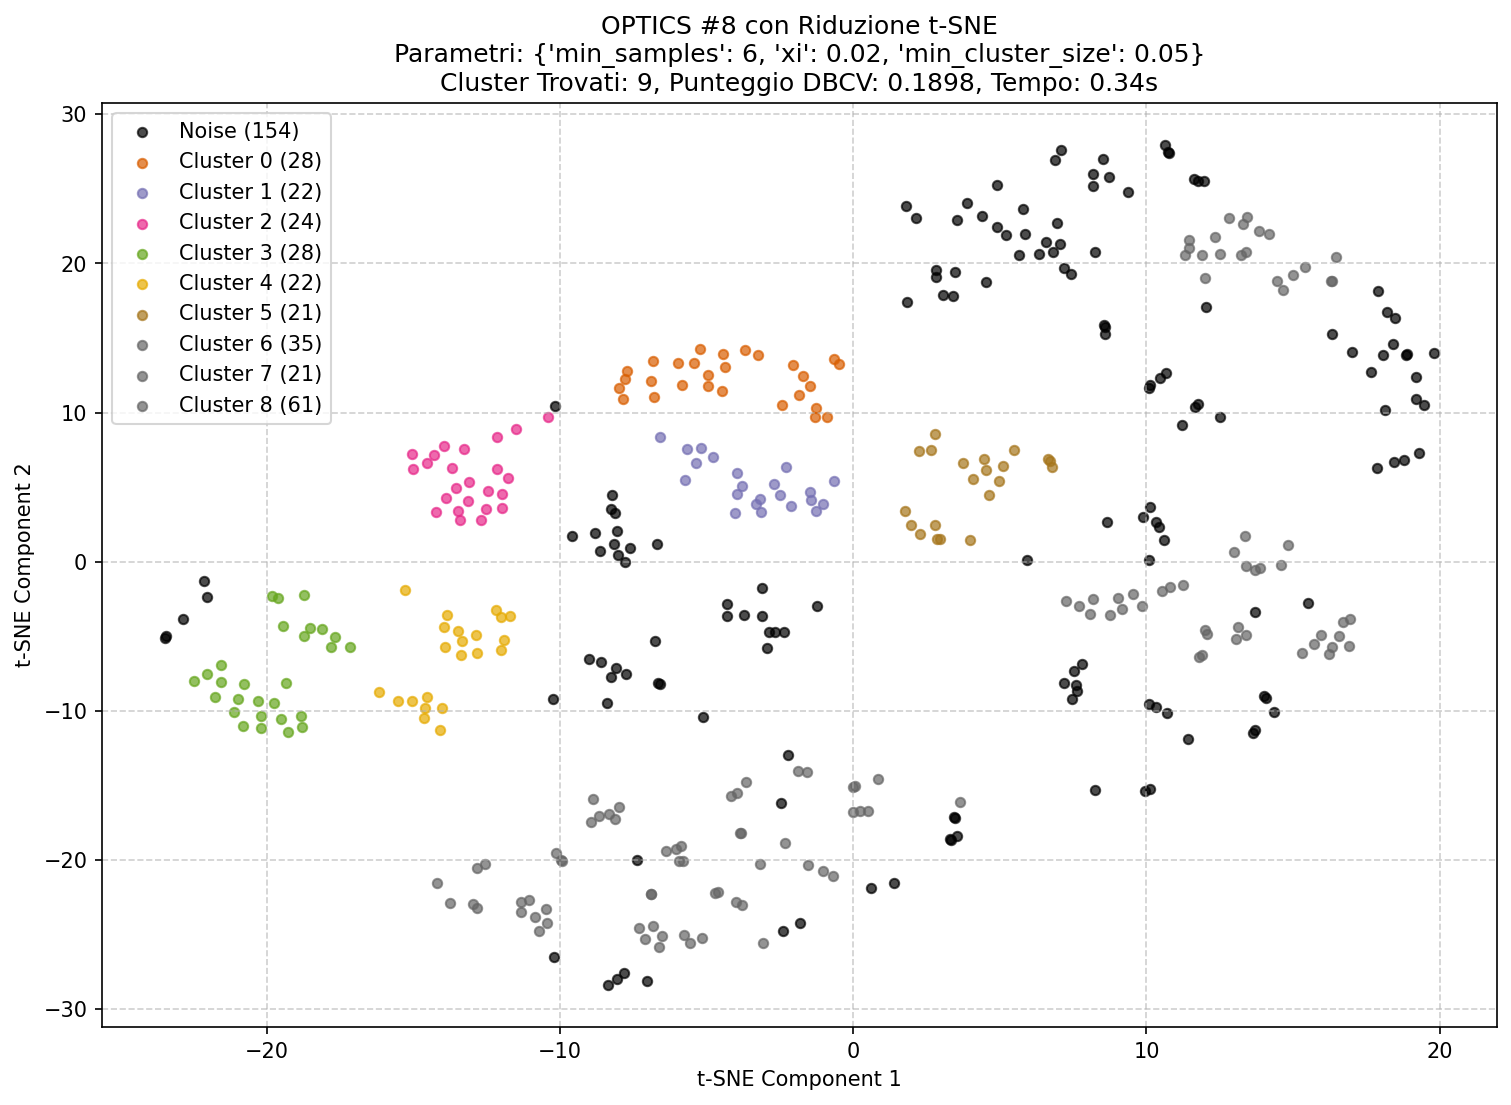 OPTICS #8 con Riduzione t-SNE
Parametri: {'min_samples': 6, 'xi': 0.02, 'min_cluster_size': 0.05}
Cluster Trovati: 9, Punteggio DBCV: 0.1898, Tempo: 0.34s
Noise (154)
Cluster 0 (28)
Cluster 1 (22)
Cluster 2 (24)
Cluster 3 (28)
Cluster 4 (22)
Cluster 5 (21)
Cluster 6 (35)
Cluster 7 (21)
Cluster 8 (61)
t-SNE Component 2
30
20
10
0
−10
−20
−30
−20
−10
0
10
20
t-SNE Component 1